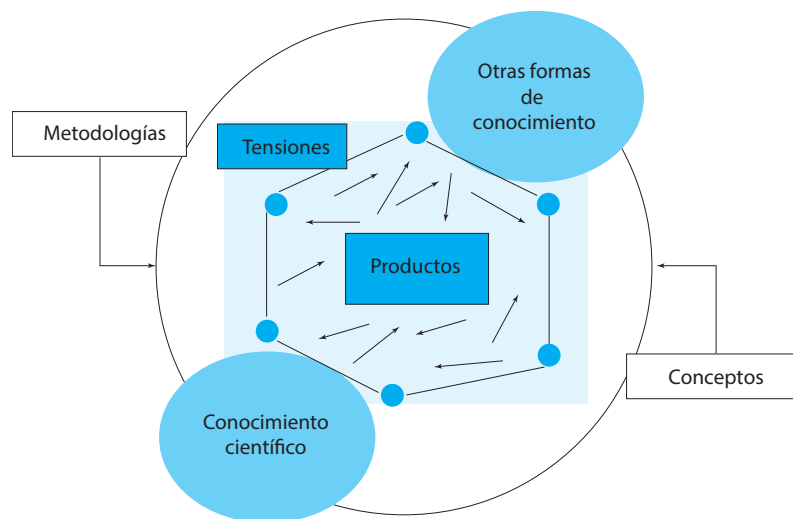 Otras formas
de
conocimiento
Metodologías
Tensiones
Productos
Conceptos
Conocimiento
científico